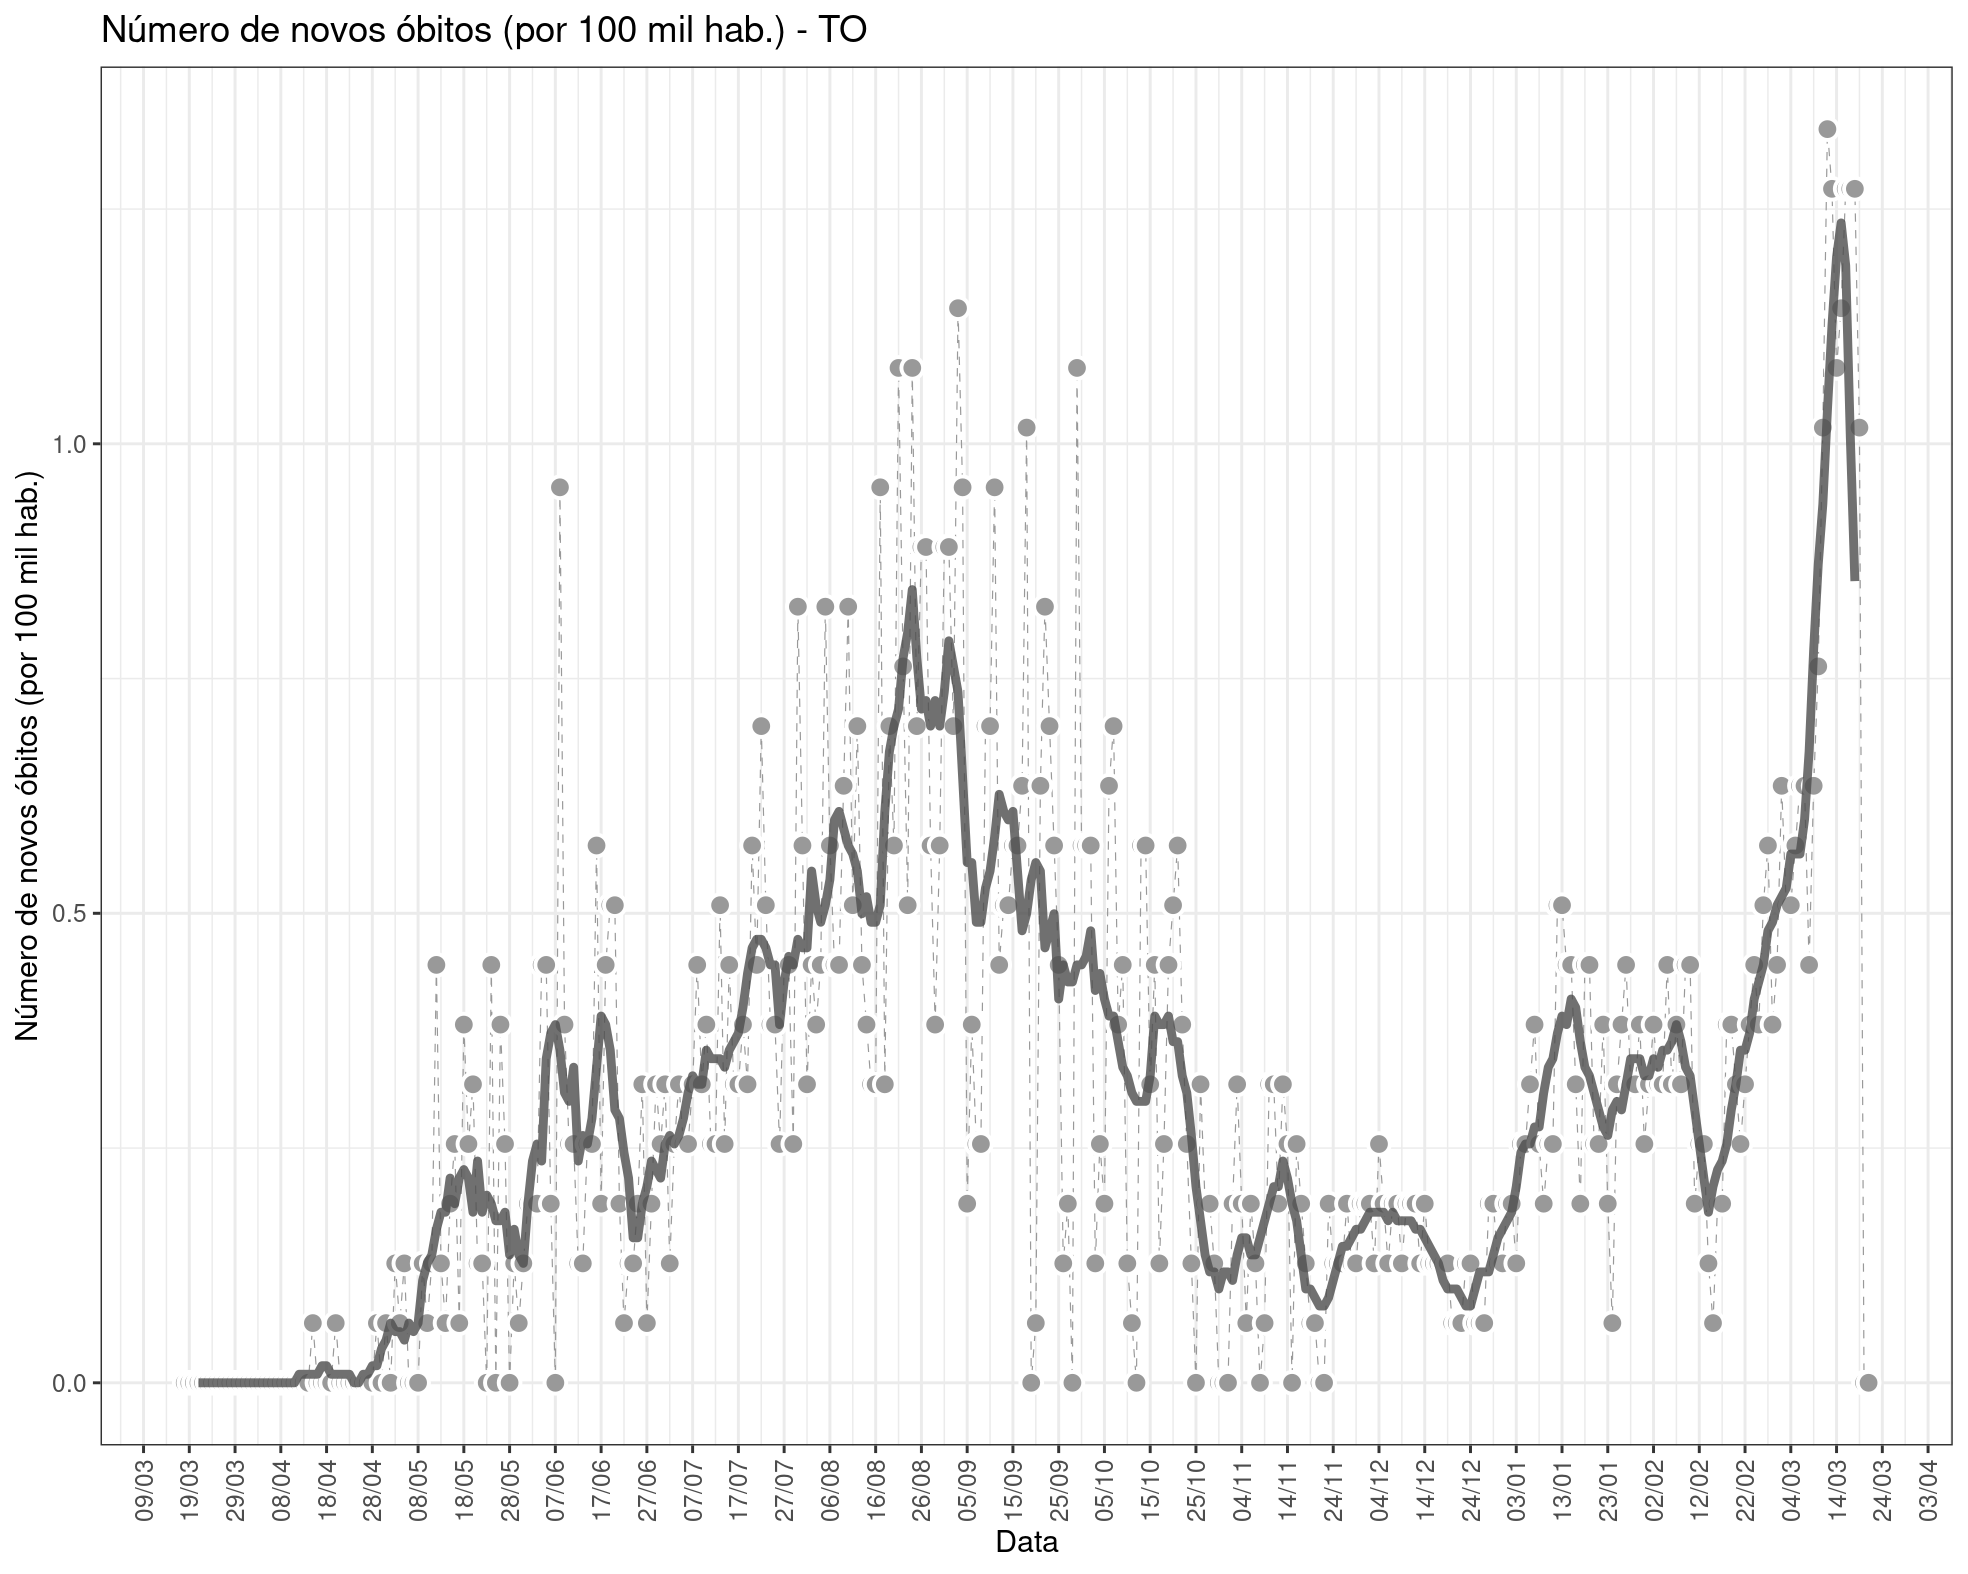 Número de novos óbitos (por 100 mil hab.) - TO
Número de novos óbitos (por 100 mil hab.)
1.0
0.5
0.0
09/03 19/03 29/03 08/04 18/04 28/04 08/05 18/05 28/05 07/06 17/06 27/06 07/07 17/07 27/07 06/08 16/08 26/08 05/09 15/09 25/09 05/10 15/10 25/10 04/11 14/11 24/11 04/12 14/12 24/12 03/01 13/01 23/01 02/02 12/02 22/02 04/03 14/03 24/03 03/04
Data